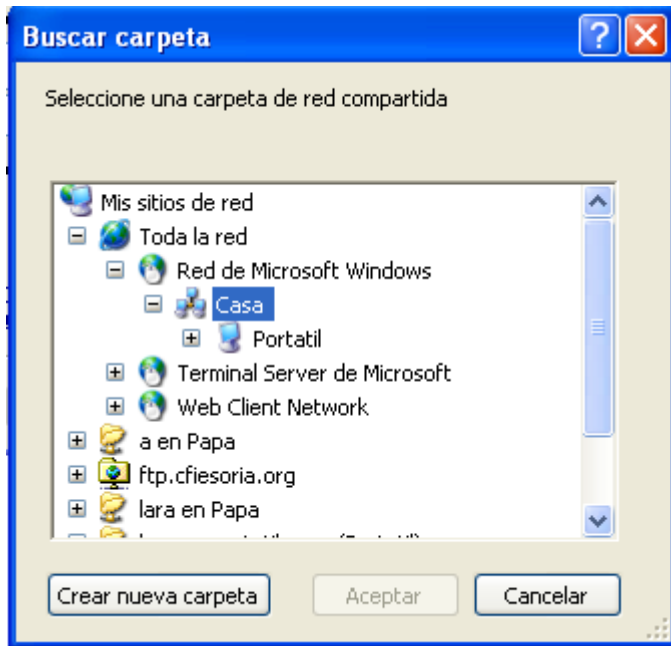 Buscar carpeta
Seleccione una carpeta de red compartida
Mis sitios de red
Toda la red
Red de Microsoft Windows
Casa
Portatil
Terminal Server de Microsoft
Web Client Network
a en Papa
ftp.cfiesoria.org
lara en Papa
Crear nueva carpeta
Aceptar
Cancelar